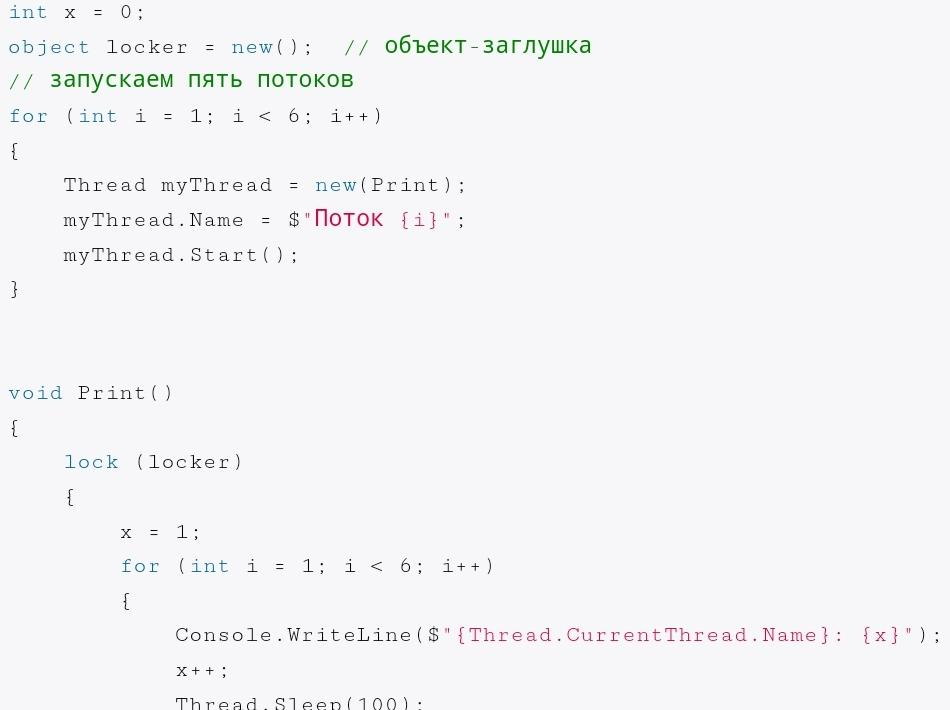 int x = 0;
object locker = new();  // объект-заглушка
// запускаем пять потоков
for (int i = 1; i < 6; i++)
{
    Thread myThread = new(Print);
    myThread.Name = $"Поток {i}";
    myThread.Start();
}
void Print()
{
    lock (locker)
    {
        x = 1;
        for (int i = 1; i < 6; i++)
        {
            Console.WriteLine($"{Thread.CurrentThread.Name}: {x}");
            x++;
            Thread.Sleep(100);